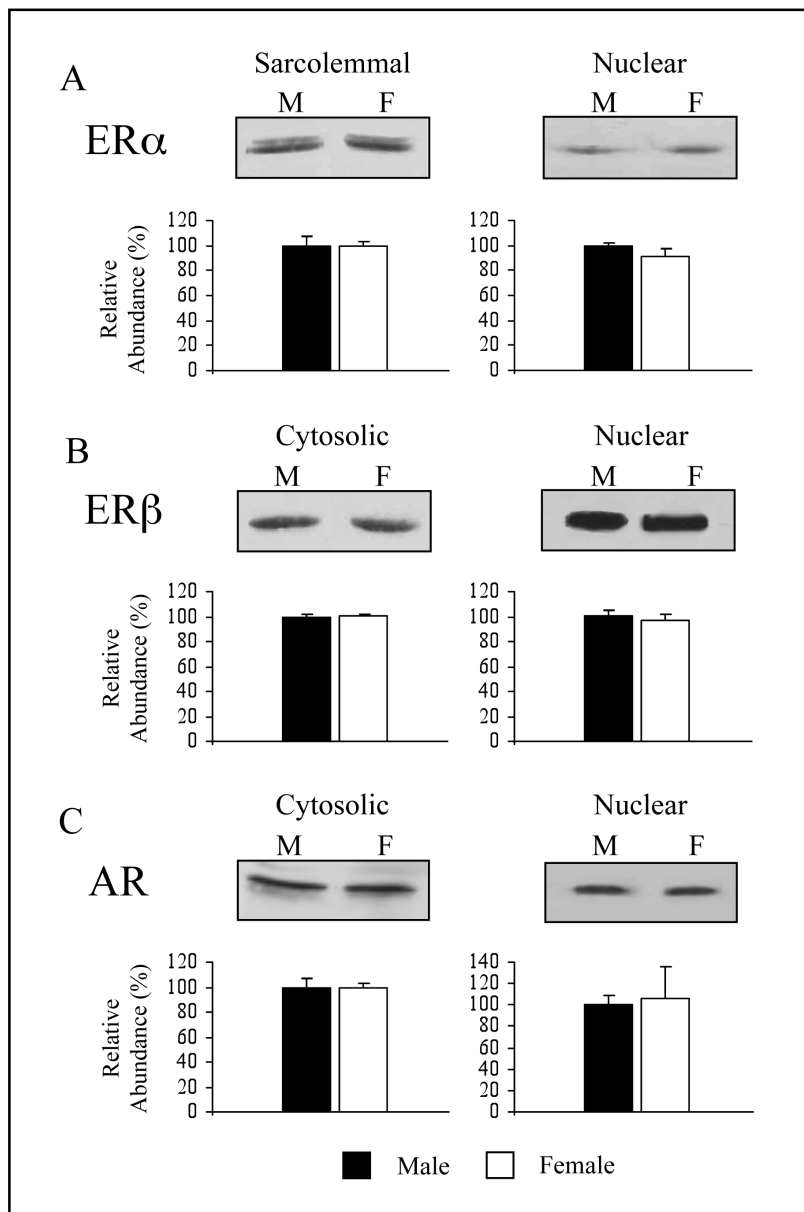 A
Sarcolemmal
Nuclear
M F
M F
ERα
Relative
Abundance (%)
120
100
80
60
40
20
0
120
100
80
60
40
20
0
B
Cytosolic
Nuclear
M F
M F
ERβ
Relative
Abundance (%)
120
100
80
60
40
20
0
120
100
80
60
40
20
0
C
Cytosolic
Nuclear
M F
M F
AR
Relative
Abundance (%)
120
100
80
60
40
20
0
140
120
100
80
60
40
20
0
Male Female